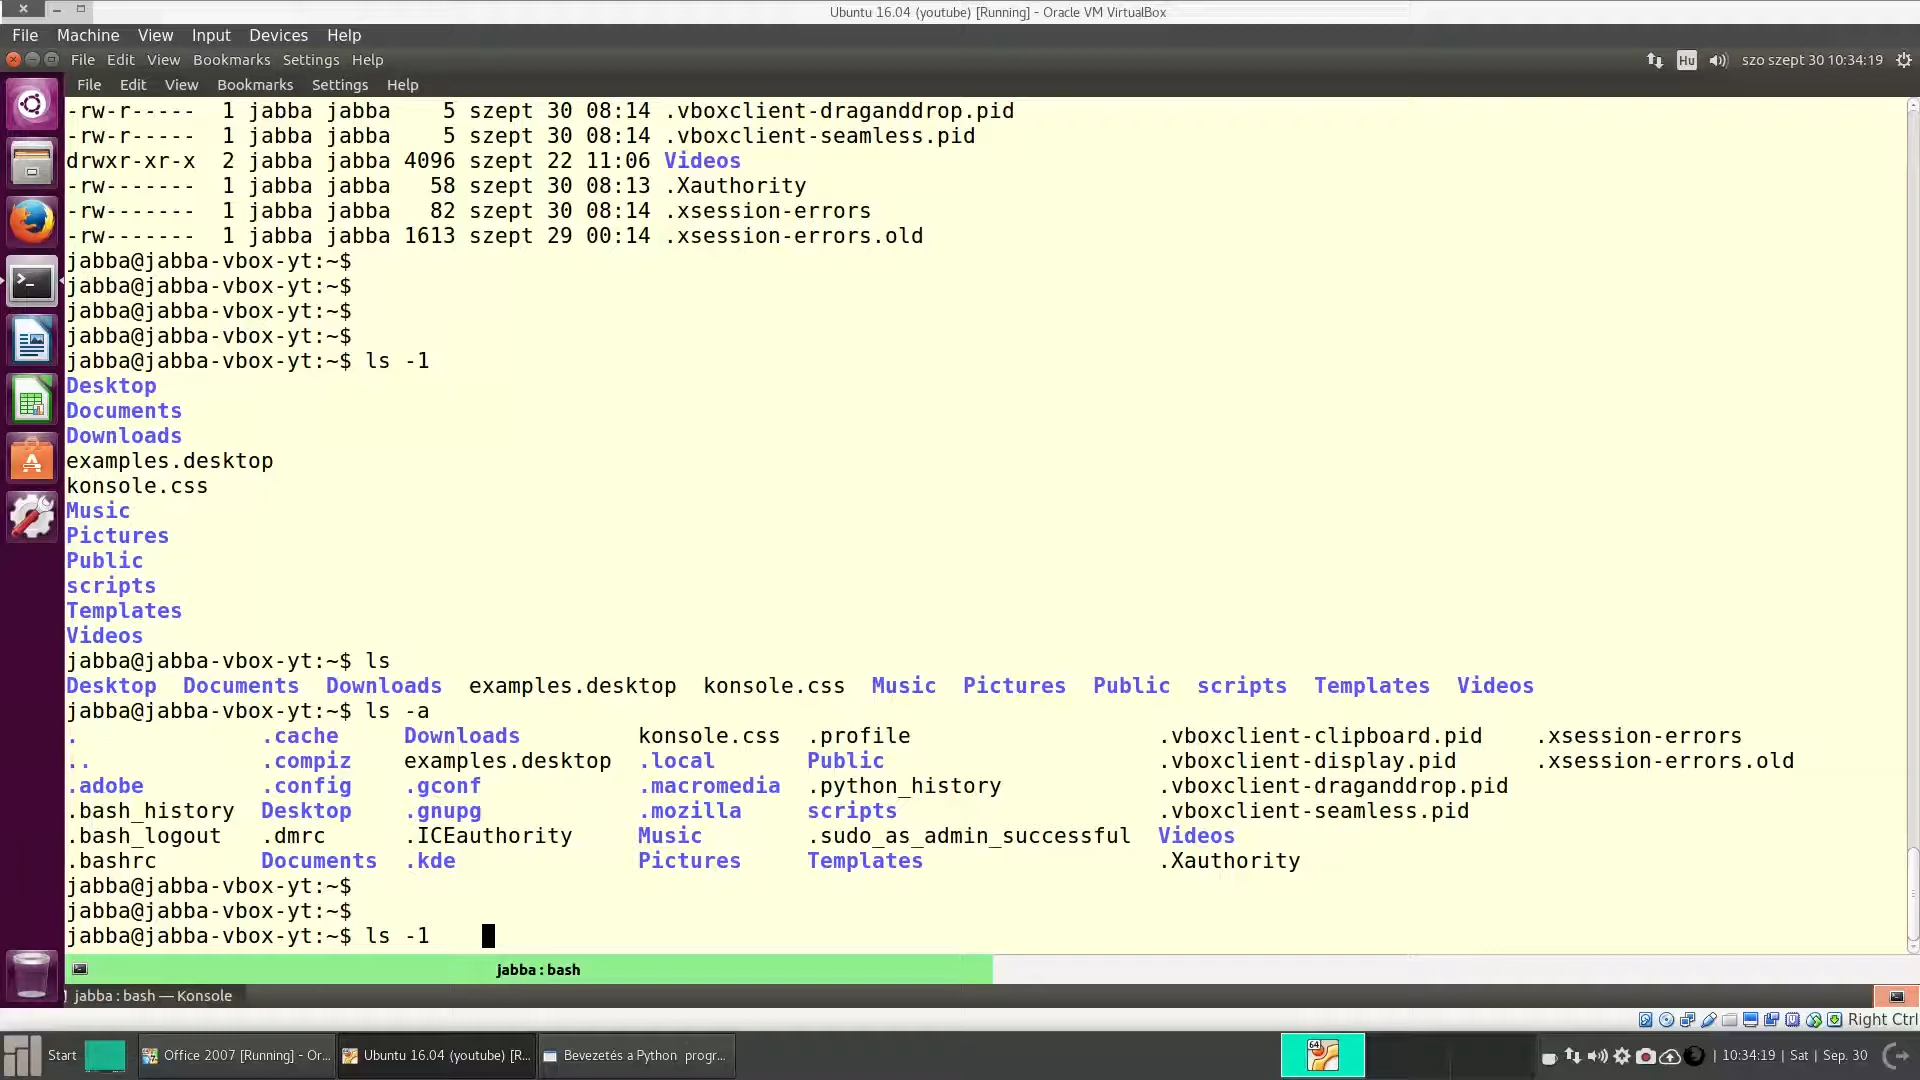 Ubuntu 16.04 (youtube) [Running] - Oracle VM VirtualBox
File Machine View Input Devices Help
File Edit View Bookmarks Settings Help Hu szo szept 30 10:34:19
File Edit View Bookmarks Settings Help
-rw-r----- 1 jabba jabba 5 szept 30 08:14 .vboxclient-draganddrop.pid
-rw-r----- 1 jabba jabba 5 szept 30 08:14 .vboxclient-seamless.pid
drwxr-xr-x 2 jabba jabba 4096 szept 22 11:06 Videos
-rw------- 1 jabba jabba 58 szept 30 08:13 .Xauthority
-rw------- 1 jabba jabba 82 szept 30 08:14 .xsession-errors
-rw------- 1 jabba jabba 1613 szept 29 00:14 .xsession-errors.old
jabba@jabba-vbox-yt:~$
jabba@jabba-vbox-yt:~$
jabba@jabba-vbox-yt:~$
jabba@jabba-vbox-yt:~$
jabba@jabba-vbox-yt:~$ ls -1
Desktop
Documents
Downloads
examples.desktop
konsole.css
Music
Pictures
Public
scripts
Templates
Videos
jabba@jabba-vbox-yt:~$ ls
Desktop Documents Downloads examples.desktop konsole.css Music Pictures Public scripts Templates Videos
jabba@jabba-vbox-yt:~$ ls -a
. .cache Downloads konsole.css .profile .vboxclient-clipboard.pid .xsession-errors
.. .compiz examples.desktop .local Public .vboxclient-display.pid .xsession-errors.old
.adobe .config .gconf .macromedia .python_history .vboxclient-draganddrop.pid
.bash_history Desktop .gnupg .mozilla scripts .vboxclient-seamless.pid
.bash_logout .dmrc .ICEauthority Music .sudo_as_admin_successful Videos
.bashrc Documents .kde Pictures Templates .Xauthority
jabba@jabba-vbox-yt:~$
jabba@jabba-vbox-yt:~$
jabba@jabba-vbox-yt:~$ ls -1
jabba : bash
jabba : bash — Konsole
Right Ctrl
Start Office 2007 [Running] - Or... Ubuntu 16.04 (youtube) [R... Bevezetés a Python progr... 64 | 10:34:19 | Sat | Sep. 30